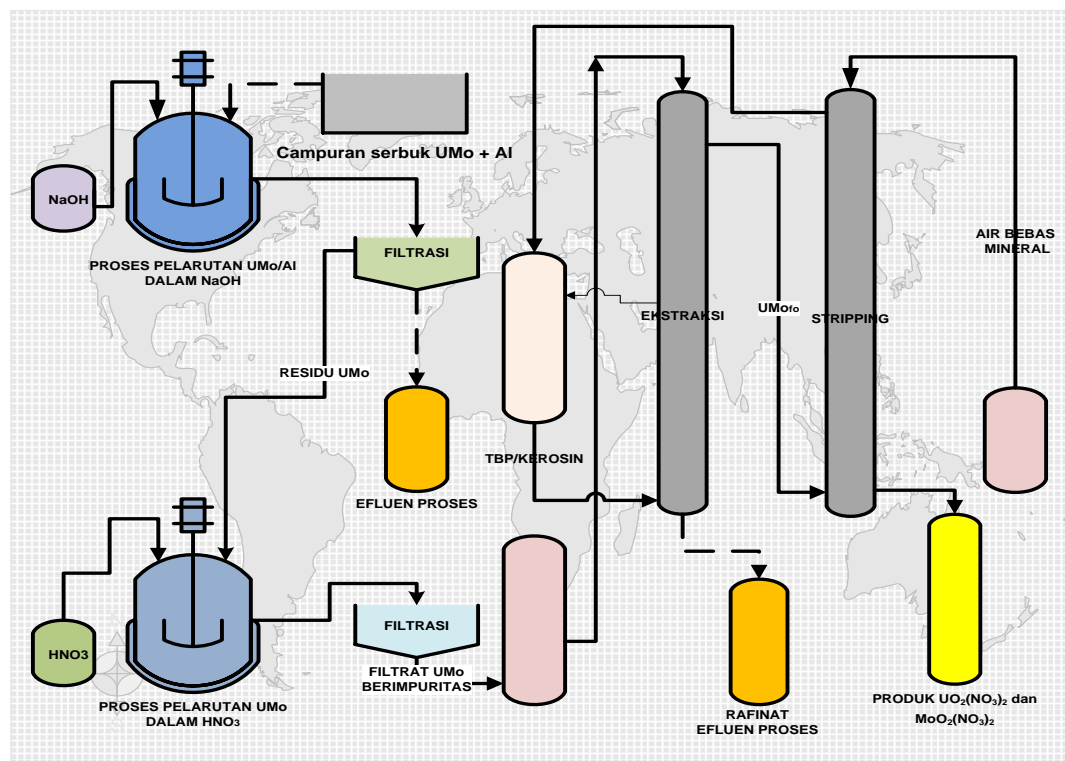 Campuran serbuk UMo + Al
NaOH
PROSES PELARUTAN UMo/Al
DALAM NaOH
FILTRASI
AIR BEBAS
MINERAL
EKSTRAKSI
UMofo
STRIPPING
RESIDU UMo
TBP/KEROSIN
EFLUEN PROSES
HNO3
FILTRASI
FILTRAT UMo
BERIMPURITAS
PROSES PELARUTAN UMo
DALAM HNO₃
RAFINAT
EFLUEN PROSES
PRODUK UO₂(NO₃)₂ dan
MoO₂(NO₃)₂